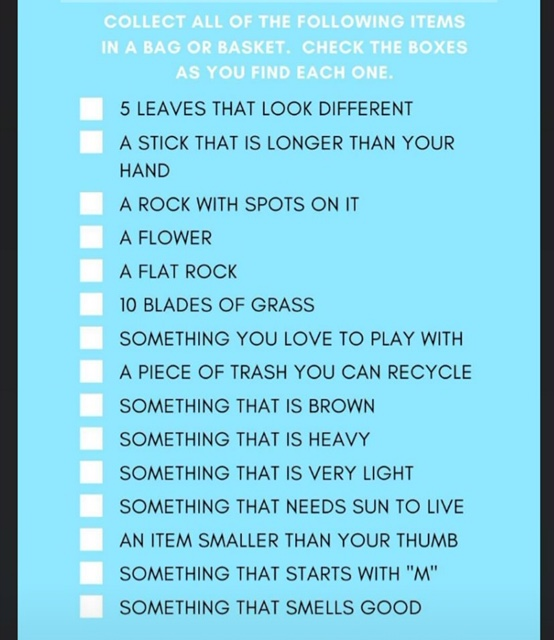 COLLECT ALL OF THE FOLLOWING ITEMS
IN A BAG OR BASKET. CHECK THE BOXES
AS YOU FIND EACH ONE.
5 LEAVES THAT LOOK DIFFERENT
A STICK THAT IS LONGER THAN YOUR
HAND
A ROCK WITH SPOTS ON IT
A FLOWER
A FLAT ROCK
10 BLADES OF GRASS
SOMETHING YOU LOVE TO PLAY WITH
A PIECE OF TRASH YOU CAN RECYCLE
SOMETHING THAT IS BROWN
SOMETHING THAT IS HEAVY
SOMETHING THAT IS VERY LIGHT
SOMETHING THAT NEEDS SUN TO LIVE
AN ITEM SMALLER THAN YOUR THUMB
SOMETHING THAT STARTS WITH "M"
SOMETHING THAT SMELLS GOOD